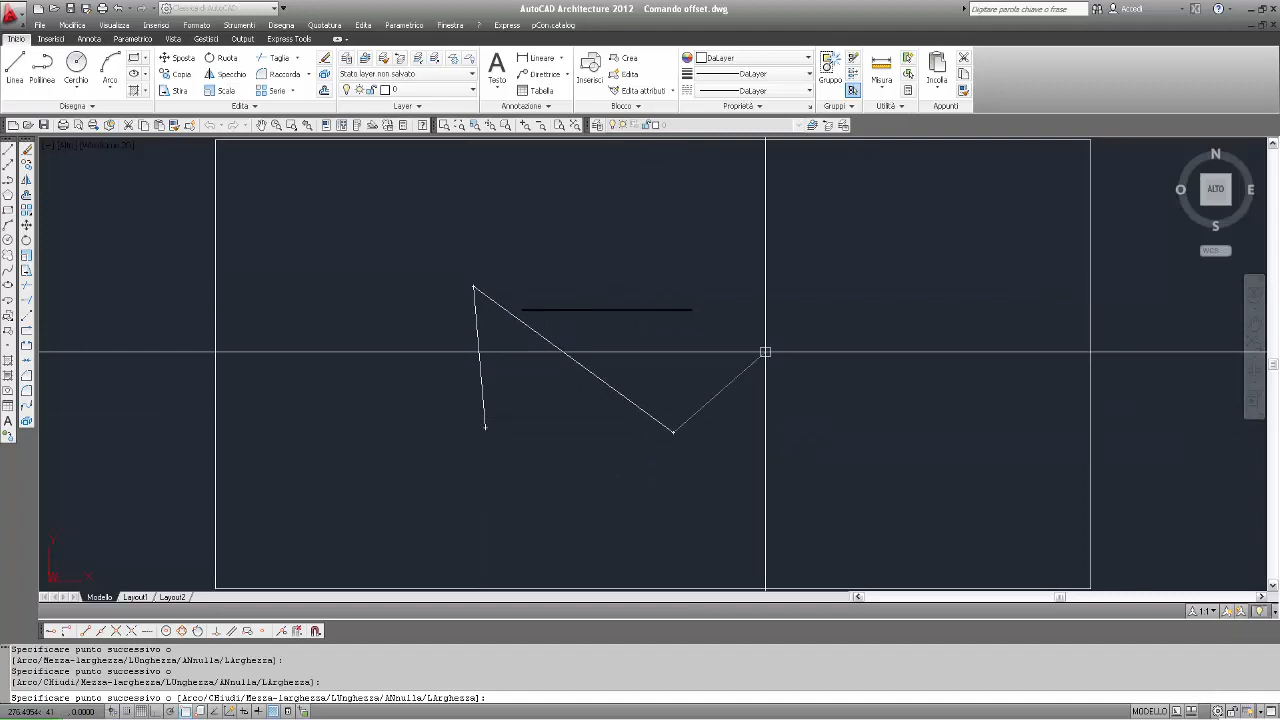 AutoCAD Architecture 2012 Comando offset.dwg
Digitare parola chiave o frase
Accedi
Modifica Visualizza Inserisci Formato Strumenti Disegna Quotatura Edita Parametrico Finestra ? Express pCon.catalog
Inizio Inserisci Annota Parametrico Vista Gestisci Output Express Tools
Linea Polilinea Cerchio Arco
Sposta Ruota Taglia
Copia Specchio Raccorda
Stira Scala Serie
Stato layer non salvato
0
Testo
Lineare
Direttrice
Tabella
Inserisci
Crea
Edita
Editat attributi
DaLayer
DaLayer
DaLayer
Gruppo
Misura
Incolla
Disegna Edita Layer Annotazione Blocco Proprietà Gruppi Utilità Appunti
0
N
O ALTO E
S
WCS
Y
X
Modello Layout1 Layout2
1:1
Specificare punto successivo o
[Arco/Mezza-larghezza/LUnghezza/ANnulla/LArghezza]:
Specificare punto successivo o
[Arco/CHiudi/Mezza-larghezza/LUnghezza/ANnulla/LArghezza]:
Specificare punto successivo o [Arco/CHiudi/Mezza-larghezza/LUnghezza/ANnulla/LArghezza]:
MODELLO